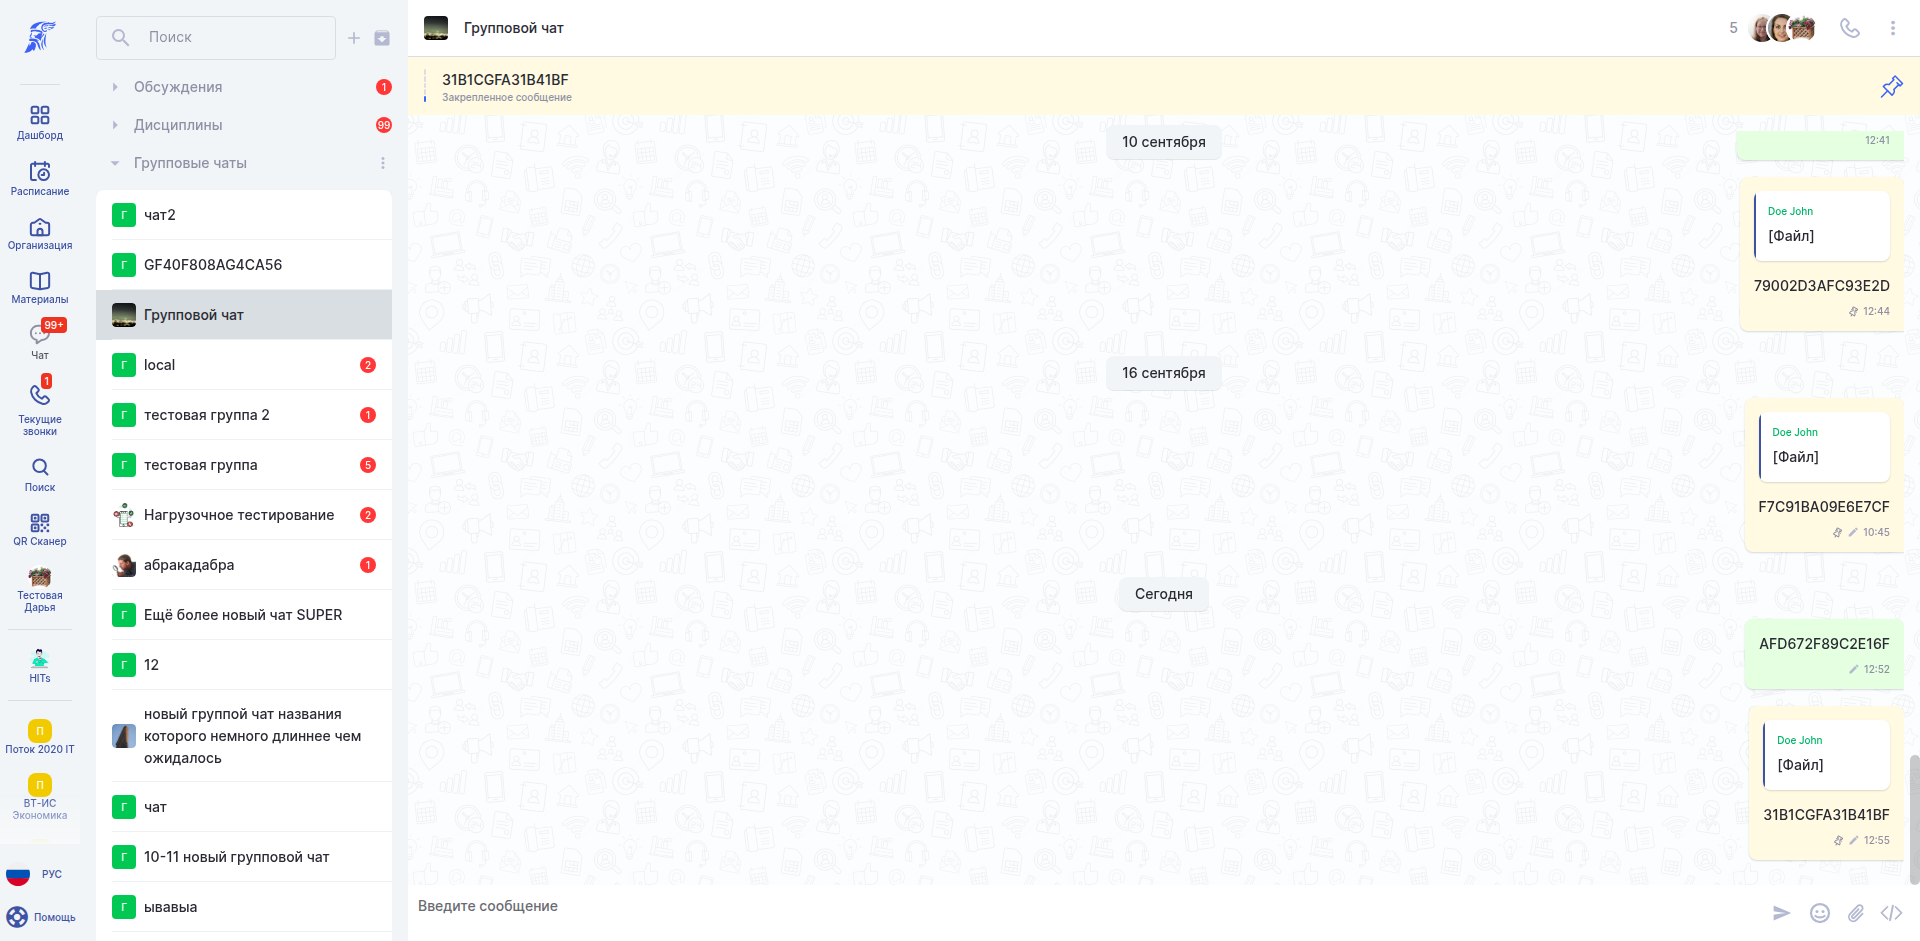 Дашборд
Расписание
Организация
Материалы
99+
Чат
1
Текущие
звонки
Поиск
QR Сканер
Тестовая
Дарья
HITs
П
Поток 2020 IT
П
ВТ-ИС
Экономика
РУС
Помощь
Поиск
Обсуждения 1
Дисциплины 99
Групповые чаты
Г чат2
Г GF40F808AG4CA56
Групповой чат
Г local 2
Г тестовая группа 2 1
Г тестовая группа 5
Нагрузочное тестирование 2
абракадабра 1
Г Ещё более новый чат SUPER
Г 12
новый группой чат названия
которого немного длиннее чем
ожидалось
Г чат
Г 10-11 новый групповой чат
Г ывавыа
Групповой чат 5
31B1CGFA31B41BF
Закрепленное сообщение
12:41
10 сентября
Doe John
[Файл]
79002D3AFC93E2D
12:44
16 сентября
Doe John
[Файл]
F7C91BA09E6E7CF
10:45
Сегодня
AFD672F89C2E16F
12:52
Doe John
[Файл]
31B1CGFA31B41BF
12:55
Введите сообщение